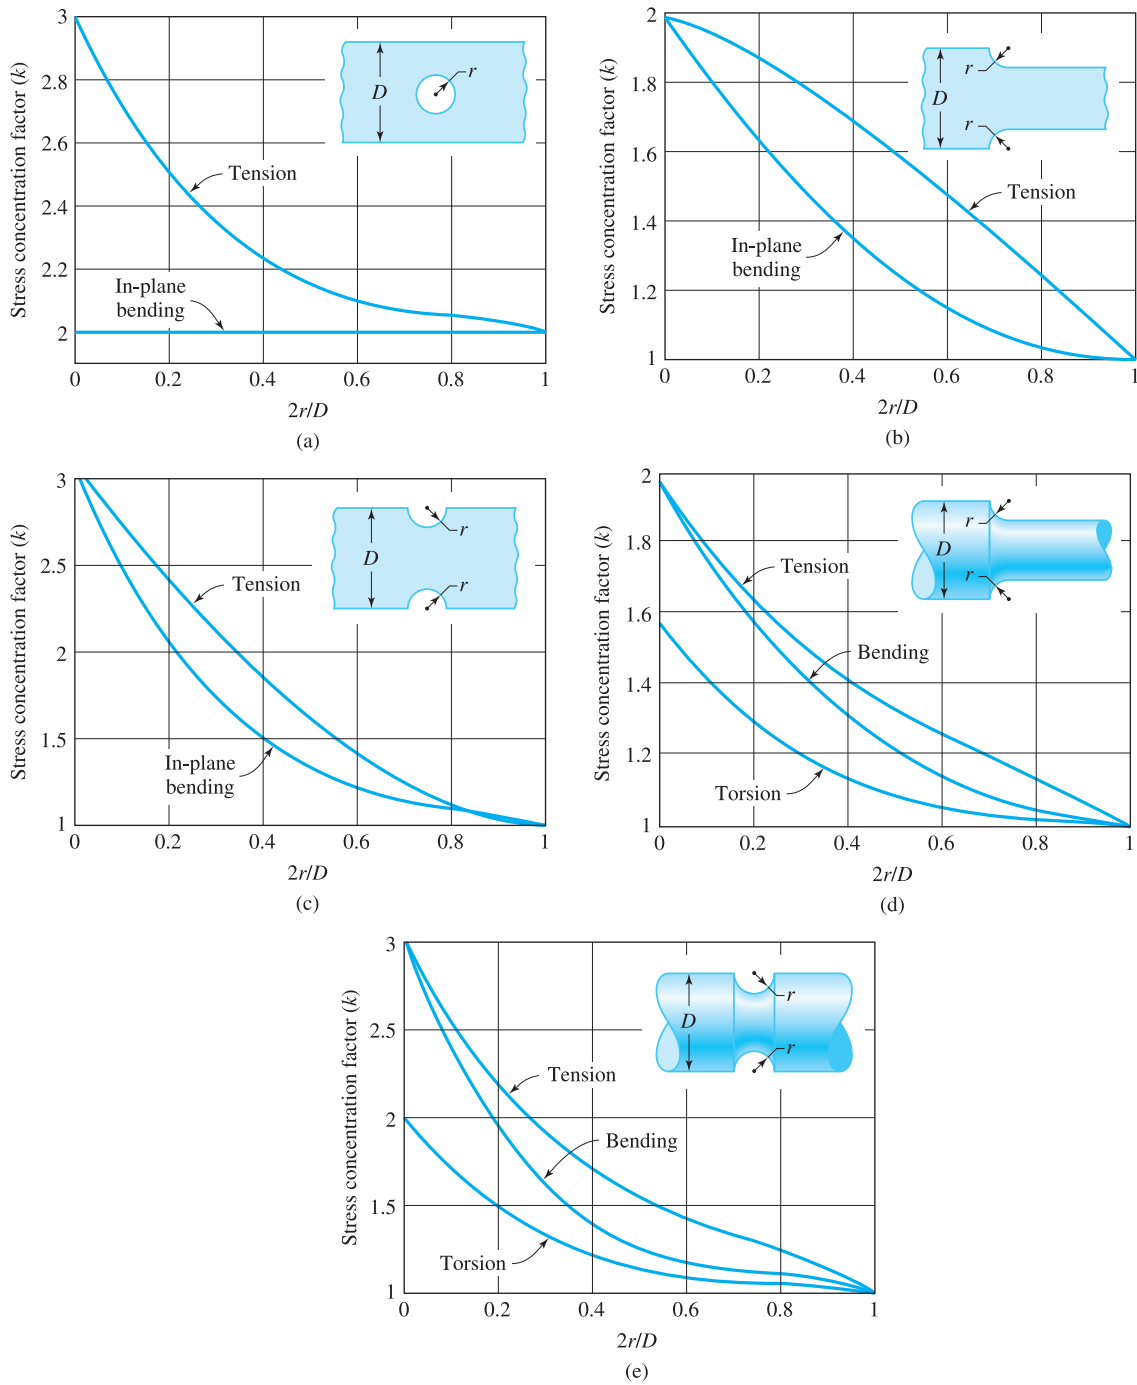 Stress concentration factor (k)
3
2.8
2.6
2.4
2.2
2
0
0.2
0.4
0.6
0.8
1
2r/D
(a)
Tension
In-plane
bending
D
r
Stress concentration factor (k)
2
1.8
1.6
1.4
1.2
1
0
0.2
0.4
0.6
0.8
1
2r/D
(b)
Tension
In-plane
bending
r
D
r
Stress concentration factor (k)
3
2.5
2
1.5
1
0
0.2
0.4
0.6
0.8
1
2r/D
(c)
Tension
In-plane
bending
r
D
r
Stress concentration factor (k)
2
1.8
1.6
1.4
1.2
1
0
0.2
0.4
0.6
0.8
1
2r/D
(d)
Tension
Bending
Torsion
r
D
r
Stress concentration factor (k)
3
2.5
2
1.5
1
0
0.2
0.4
0.6
0.8
1
2r/D
(e)
Tension
Bending
Torsion
r
D
r